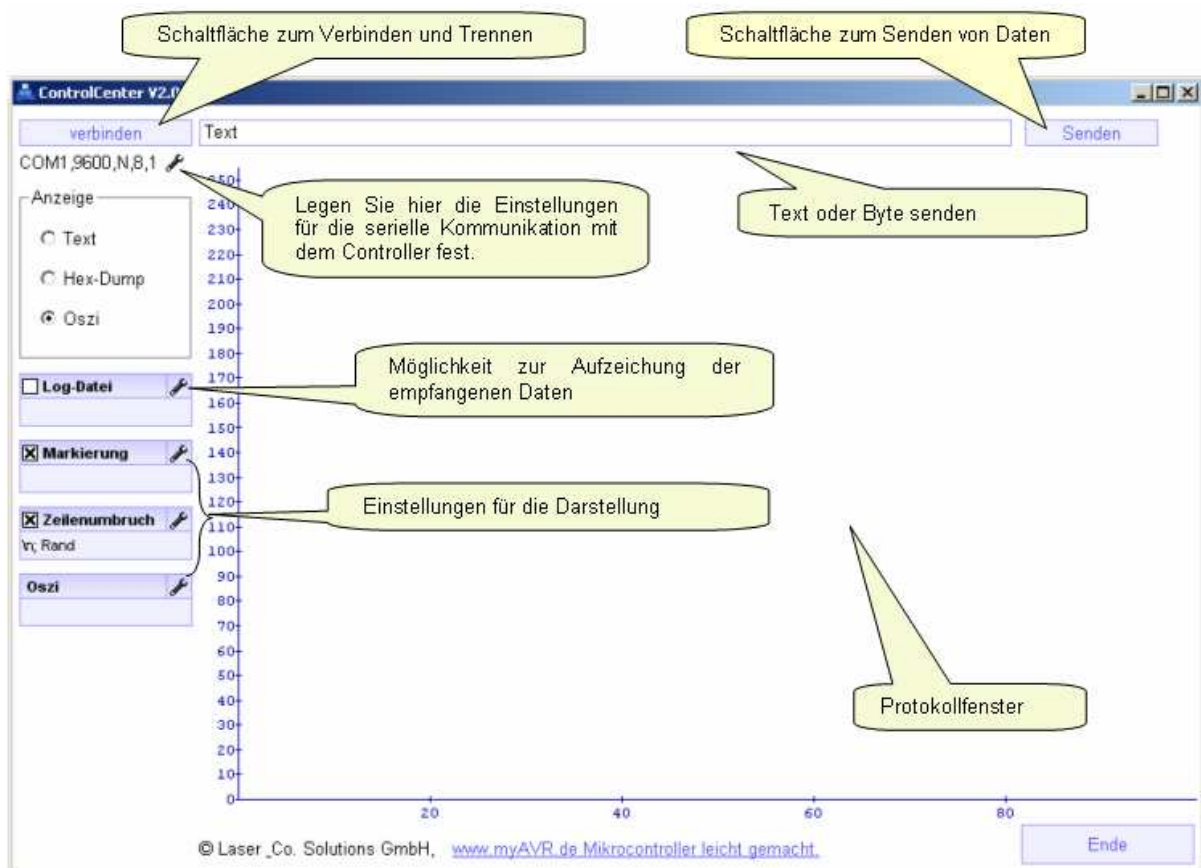 Schaltfläche zum Verbinden und Trennen
Schaltfläche zum Senden von Daten
ControlCenter V2.0
verbinden
Text
Senden
COM1,9600,N,8,1
Anzeige
Text
Hex-Dump
Oszi
Legen Sie hier die Einstellungen
für die serielle Kommunikation mit
dem Controller fest.
Text oder Byte senden
Log-Datei
Möglichkeit zur Aufzeichung der
empfangenen Daten
Markierung
Einstellungen für die Darstellung
Zeilenumbruch
\n; Rand
Oszi
Protokollfenster
250
240
230
220
210
200
190
180
170
160
150
140
130
120
110
100
90
80
70
60
50
40
30
20
10
0
20 40 60 80
© Laser_Co. Solutions GmbH, www.myAVR.de Mikrocontroller leicht gemacht.
Ende